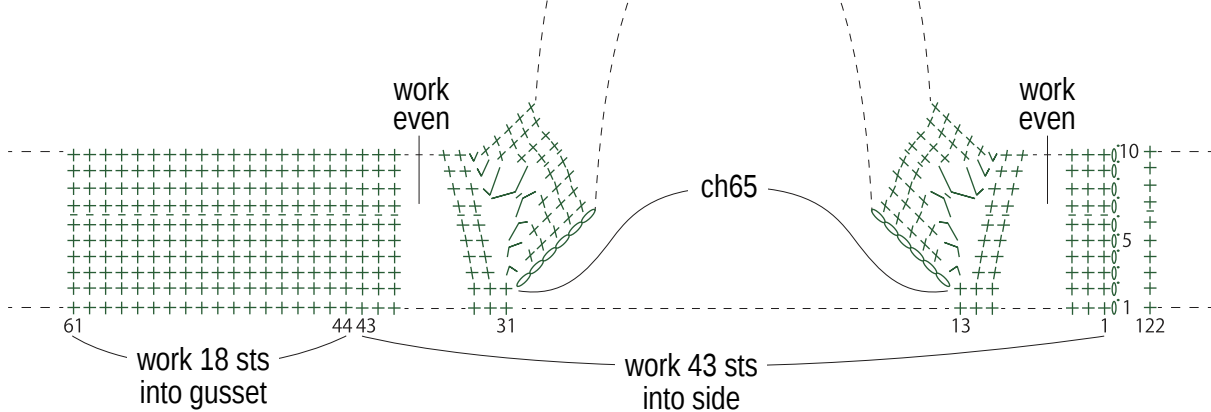 work
even
work
even
ch65
10
5
1
61
44 43
31
13
1
122
work 18 sts
into gusset
work 43 sts
into side